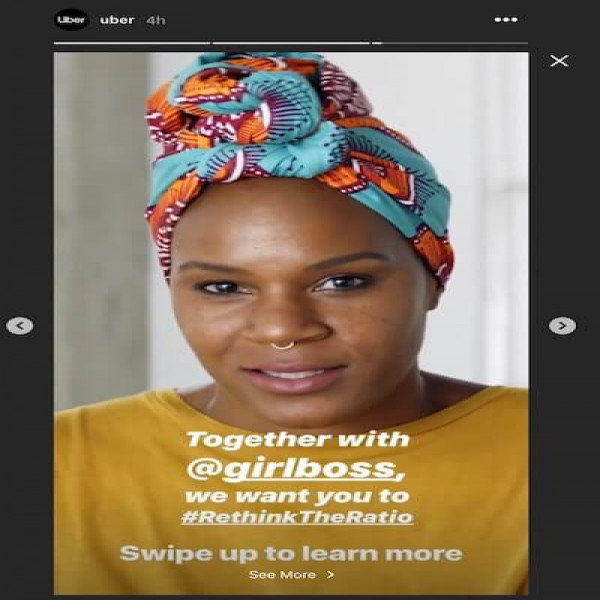 Uber uber 4h
Together with
@girlboss,
we want you to
#RethinkTheRatio
Swipe up to learn more
See More